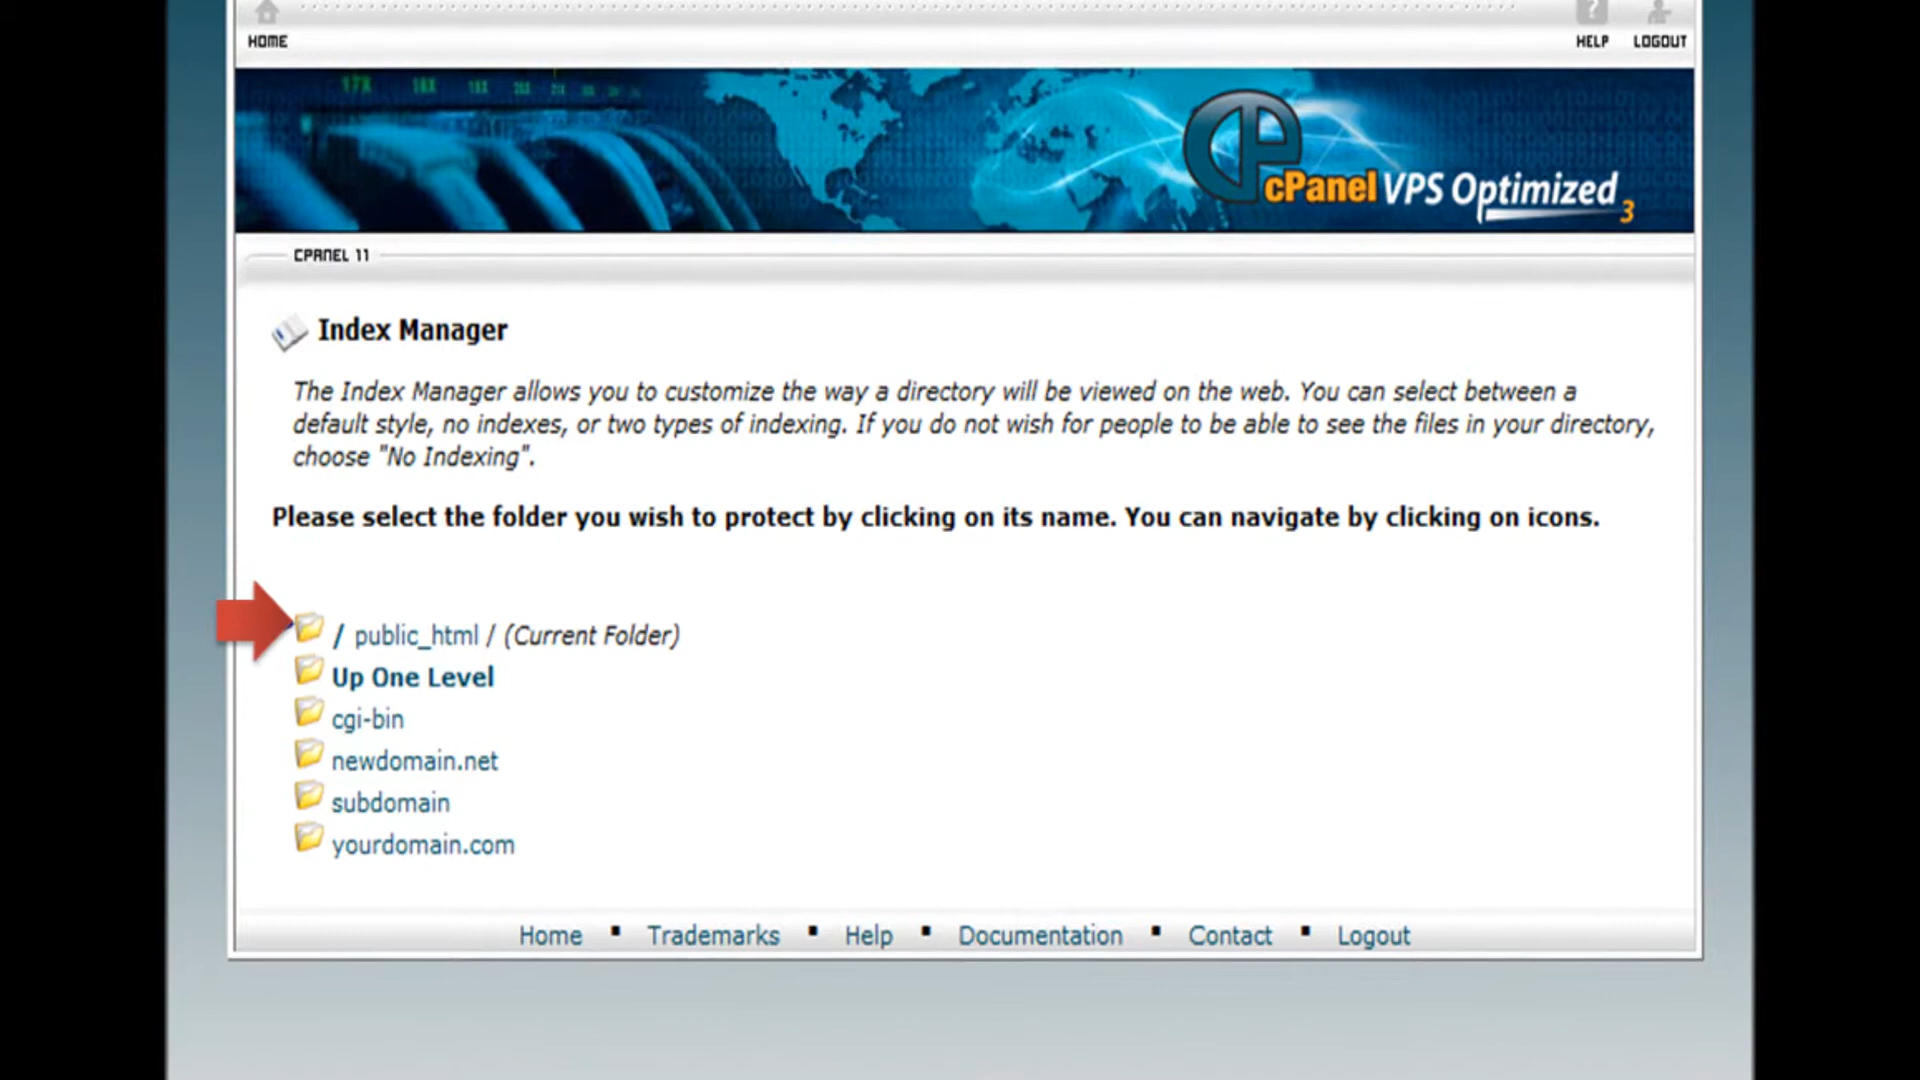 HOME
HELP LOGOUT
17X 18X 19X 20X 21X
cPanel VPS Optimized 3
CPANEL 11
Index Manager
The Index Manager allows you to customize the way a directory will be viewed on the web. You can select between a
default style, no indexes, or two types of indexing. If you do not wish for people to be able to see the files in your directory,
choose "No Indexing".
Please select the folder you wish to protect by clicking on its name. You can navigate by clicking on icons.
/ public_html / (Current Folder)
Up One Level
cgi-bin
newdomain.net
subdomain
yourdomain.com
Home ▪ Trademarks ▪ Help ▪ Documentation ▪ Contact ▪ Logout